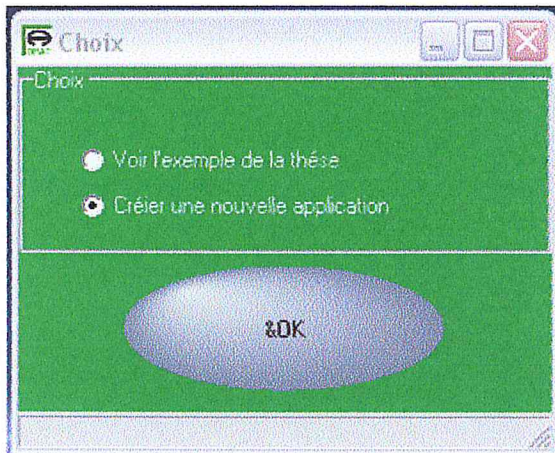 Choix
Choix
Voir l'exemple de la thése
Créier une nouvelle application
&OK